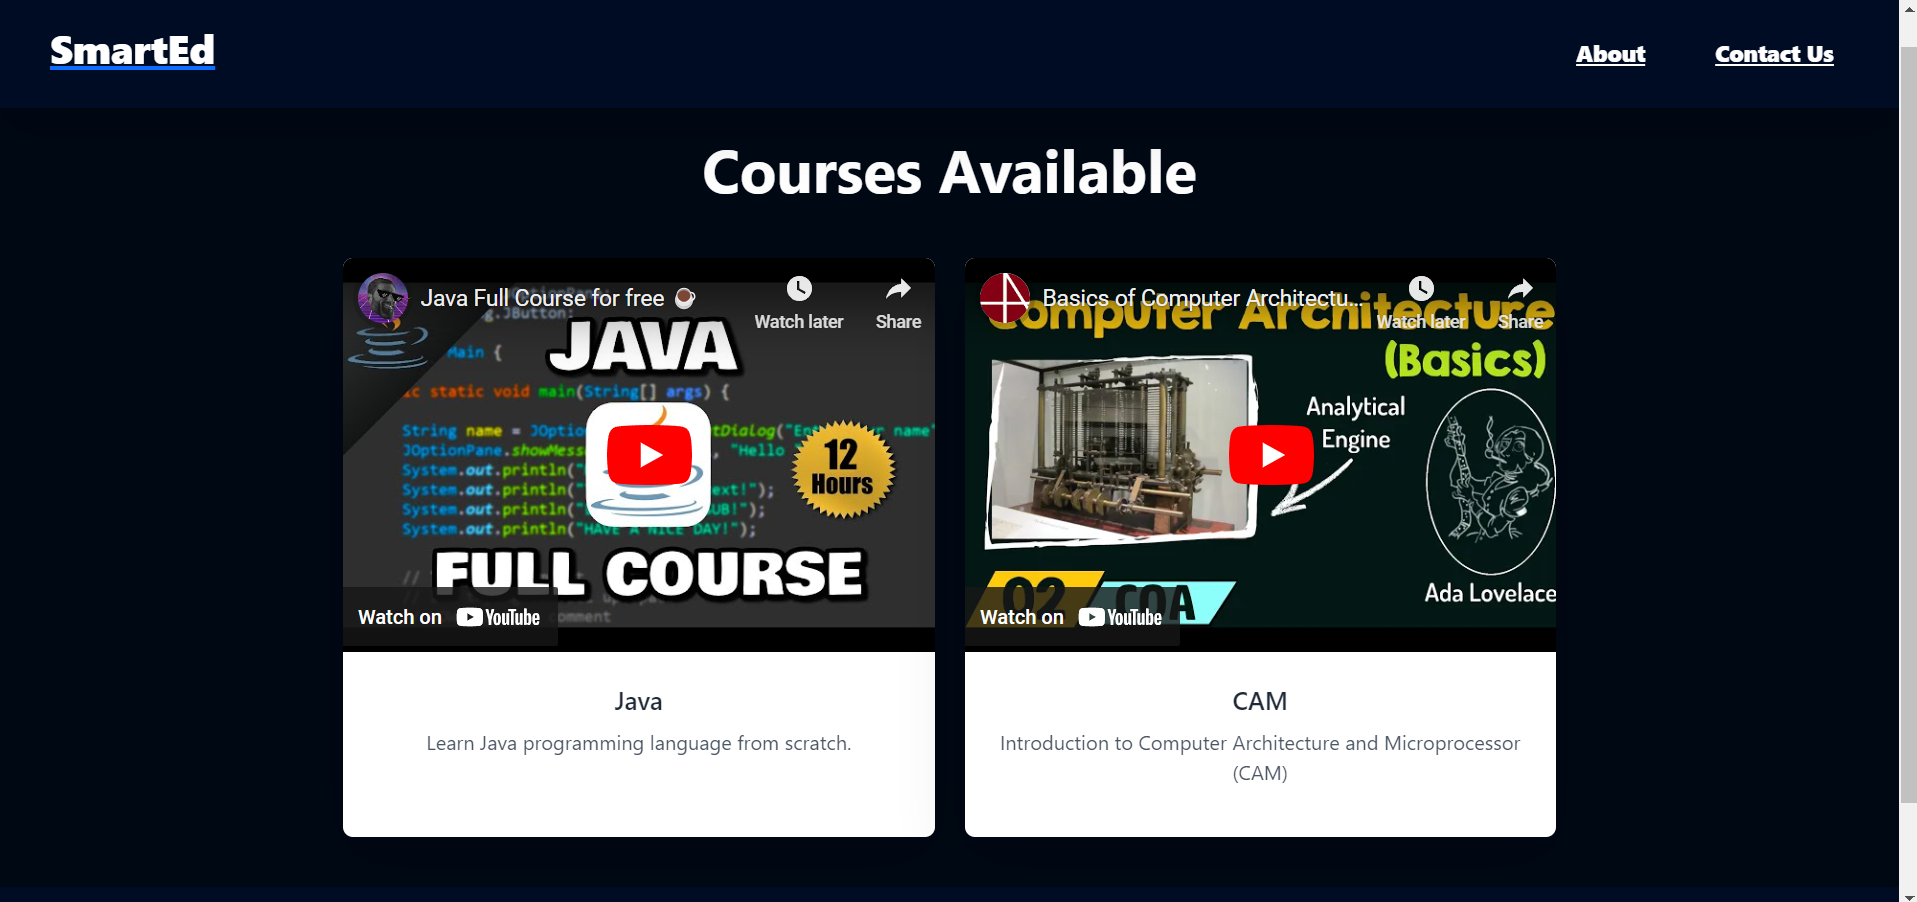 SmartEd
About
Contact Us
Courses Available
Java Full Course for free
Watch later
Share
JAVA
Main {
static void main(String[] args) {
String name =
"Hello
System.out.println("
System.out.println("
System.out.println("
System.out.println("HAVE A NICE DAY!");
12
Hours
FULL COURSE
comment
Watch on YouTube
Basics of Computer Architectu...
Watch later
Share
Computer Architecture
(Basics)
Analytical
Engine
Ada Lovelace
02
COA
Watch on YouTube
Java
Learn Java programming language from scratch.
CAM
Introduction to Computer Architecture and Microprocessor
(CAM)